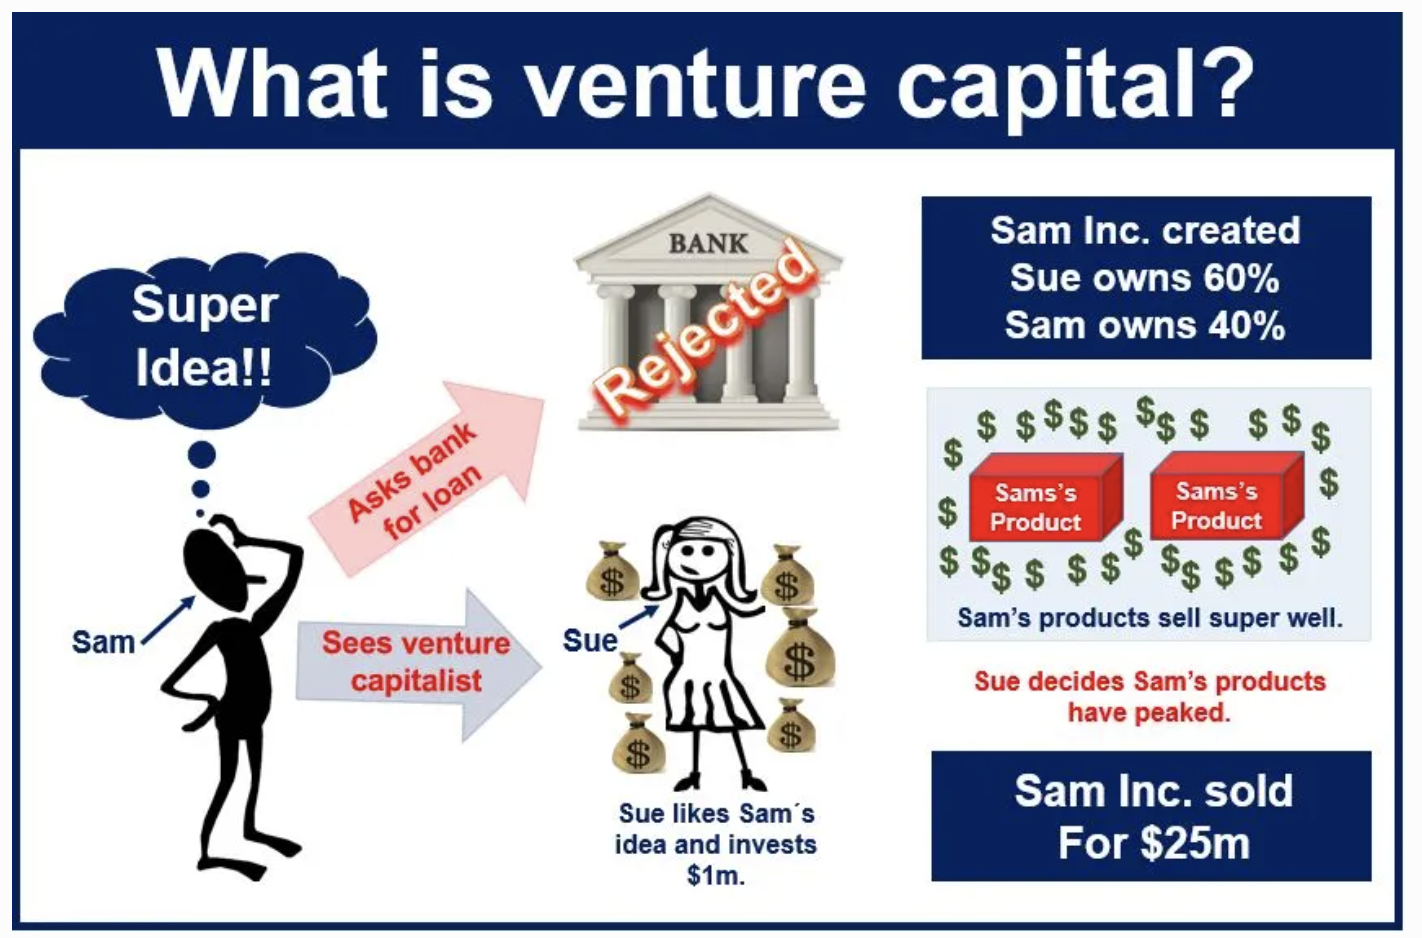 What is venture capital?
Super
Idea!!
Sam
Asks bank
for loan
BANK
Rejected
Sees venture
capitalist
Sue
$
$
$
$
$
$
Sue likes Sam´s
idea and invests
$1m.
Sam Inc. created
Sue owns 60%
Sam owns 40%
$ $ $ $ $ $ $ $ $ $ $ $
$ $
Sams's
Product
Sams's
Product
$ $ $ $ $ $ $ $ $ $ $ $ $ $ $
Sam's products sell super well.
Sue decides Sam's products
have peaked.
Sam Inc. sold
For $25m